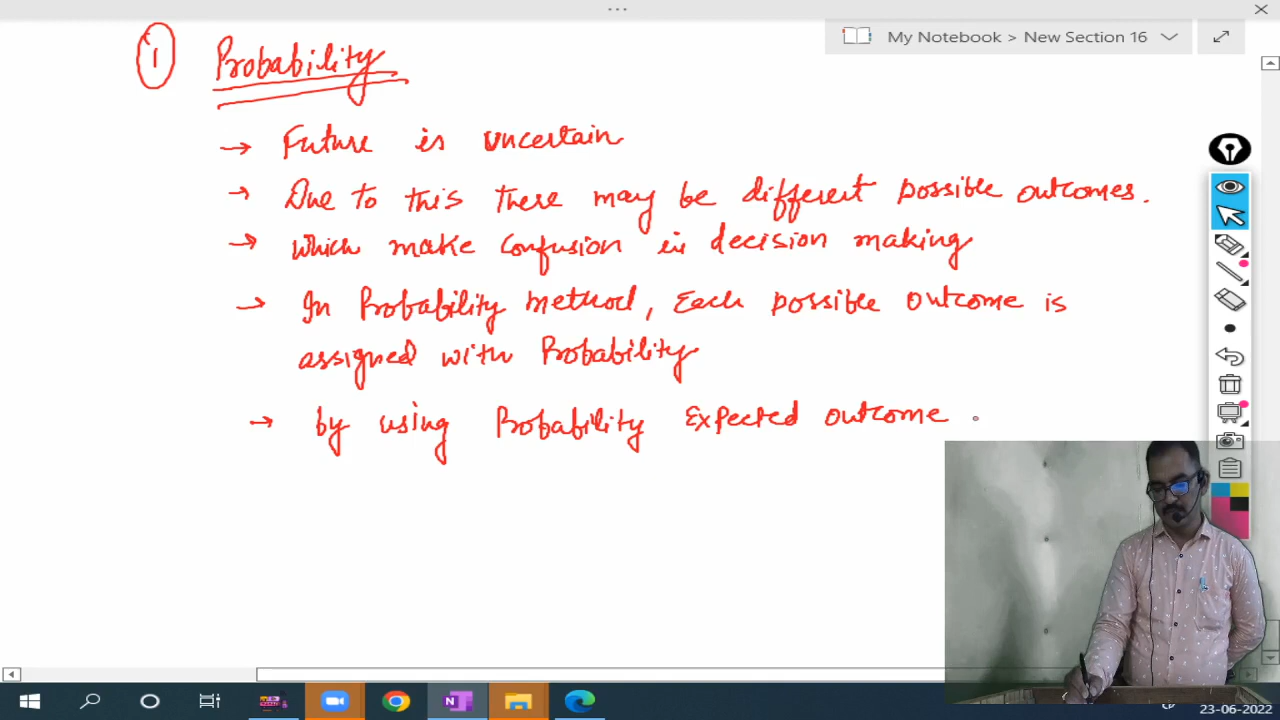 My Notebook > New Section 16
1 Probability
→ Future is uncertain
→ Due to this there may be different possible outcomes.
→ which make confusion in decision making
→ In Probability method, Each possible outcome is
assigned with Probability
→ by using Probability Expected outcome
23-06-2022